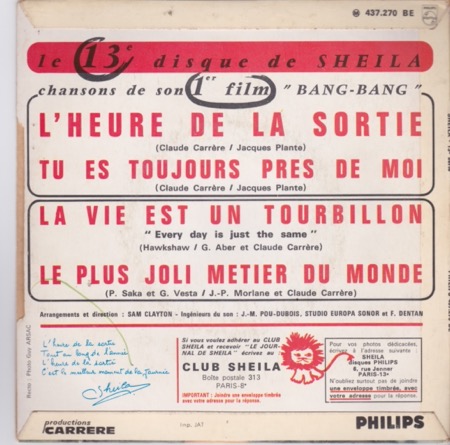 Ⓜ 437.270 BE
le 13e disque de SHEILA
chansons de son 1er film " BANG-BANG "
L'HEURE DE LA SORTIE
(Claude Carrère / Jacques Plante)
TU ES TOUJOURS PRES DE MOI
(Claude Carrère / Jacques Plante)
LA VIE EST UN TOURBILLON
" Every day is just the same "
(Hawkshaw / G. Aber et Claude Carrère)
LE PLUS JOLI METIER DU MONDE
(P. Saka et G. Vesta / J.-P. Morlane et Claude Carrère)
Arrangements et direction : SAM CLAYTON - Ingénieurs du son : J.-M. POU-DUBOIS, STUDIO EUROPA SONOR et F. DENTAN
Recto : Photo Guy ARSAC
L'heure de la sortie
Tout au long de l'année
L'heure de la sortie
C'est le meilleur moment de la journée
Sheila
Si vous voulez adhérer au CLUB
SHEILA et recevoir "LE JOUR-
NAL DE SHEILA" écrivez au :
CLUB SHEILA
Boîte postale 313
PARIS-8e
IMPORTANT : Joindre une enveloppe timbrée
avec votre adresse pour la réponse.
Pour vos photos dédicacées,
écrivez à l'adresse suivante :
SHEILA
disques PHILIPS
6, rue Jenner
PARIS-13e
N'oubliez surtout pas de joindre
une enveloppe timbrée, avec
votre adresse pour la réponse.
productions
CARRERE
Imp. JAT
PHILIPS